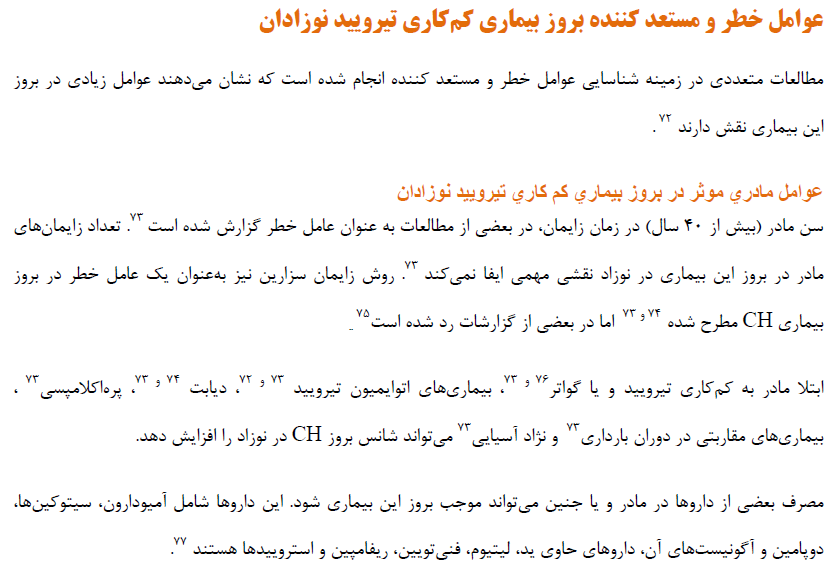 عوامل خطر و مستعد کننده بروز بیماری کم‌کاری تیرویید نوزادان
مطالعات متعددی در زمینه شناسایی عوامل خطر و مستعد کننده انجام شده است که نشان می‌دهند عوامل زیادی در بروز
این بیماری نقش دارند ۷۲.
عوامل مادري موثر در بروز بيماري كم كاري تيروييد نوزادان
سن مادر (بیش از ۴۰ سال) در زمان زایمان، در بعضی از مطالعات به عنوان عامل خطر گزارش شده است ۷۳. تعداد زایمان‌های
مادر در بروز این بیماری در نوزاد نقشی مهمی ایفا نمی‌کند ۷۳. روش زایمان سزارین نیز به‌عنوان یک عامل خطر در بروز
بیماری CH مطرح شده ۷۳ و ۷۴ اما در بعضی از گزارشات رد شده است ۷۵.
ابتلا مادر به کم‌کاری تیرویید و یا گواتر ۷۳ و ۷۶، بیماری‌های اتوایمیون تیرویید ۷۲ و ۷۳، دیابت ۷۳ و ۷۴، پره‌اکلامپسی ۷۳ ،
بیماری‌های مقاربتی در دوران بارداری ۷۳ و نژاد آسیایی ۷۳ می‌تواند شانس بروز CH در نوزاد را افزایش دهد.
مصرف بعضی از داروها در مادر و یا جنین می‌تواند موجب بروز این بیماری شود. این داروها شامل آمیودارون، سیتوکین‌ها،
دوپامین و آگونیست‌های آن، داروهای حاوی ید، لیتیوم، فنی‌تویین، ریفامپین و استروییدها هستند ۷۷.